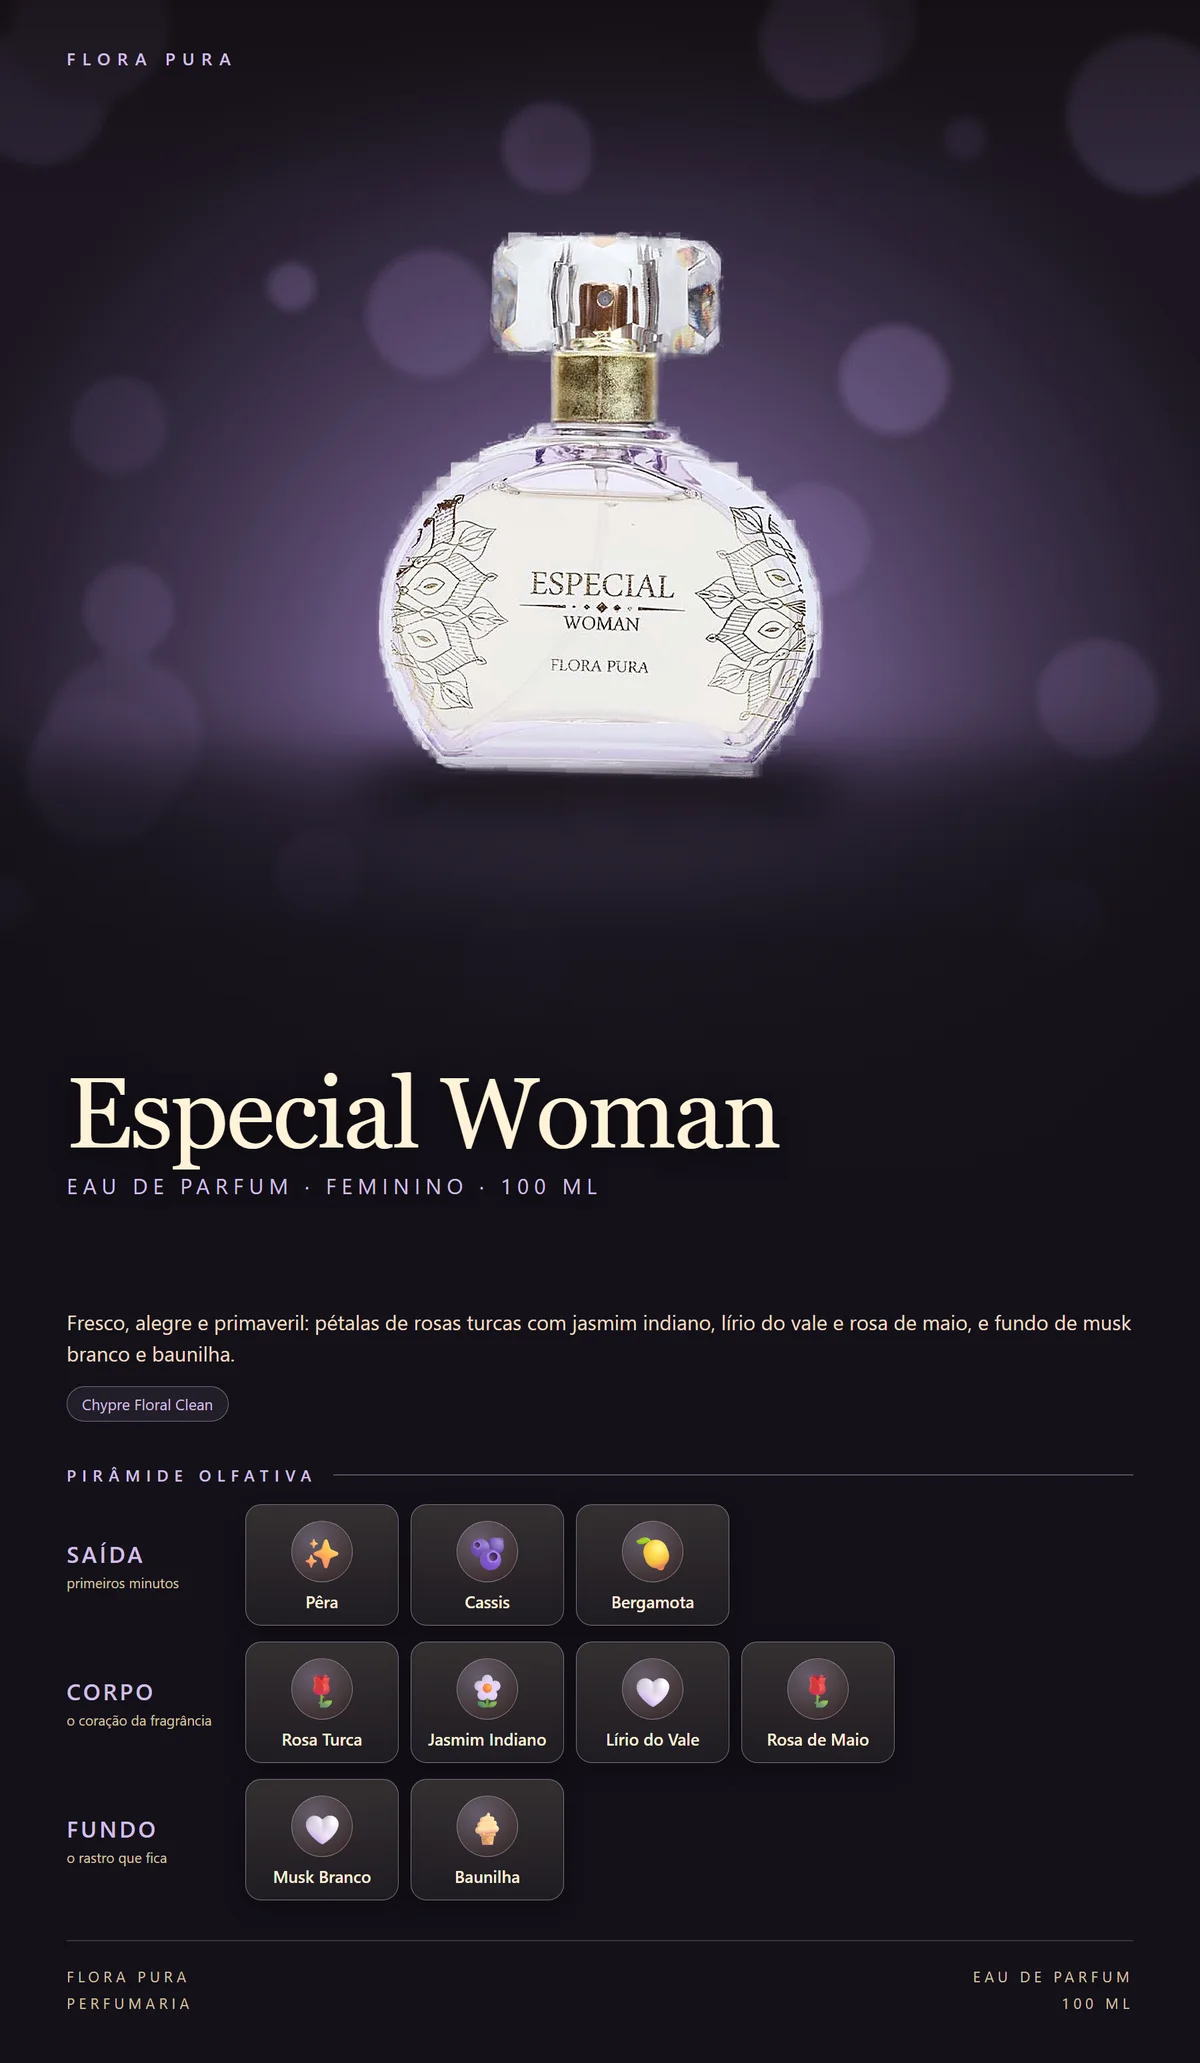 FLORA PURA
ESPECIAL
WOMAN
FLORA PURA
Especial Woman
EAU DE PARFUM · FEMININO · 100 ML
Fresco, alegre e primaveril: pétalas de rosas turcas com jasmim indiano, lírio do vale e rosa de maio, e fundo de musk
branco e baunilha.
Chypre Floral Clean
PIRÂMIDE OLFATIVA
SAÍDA
primeiros minutos
Pêra
Cassis
Bergamota
CORPO
o coração da fragrância
Rosa Turca
Jasmim Indiano
Lírio do Vale
Rosa de Maio
FUNDO
o rastro que fica
Musk Branco
Baunilha
FLORA PURA
PERFUMARIA
EAU DE PARFUM
100 ML